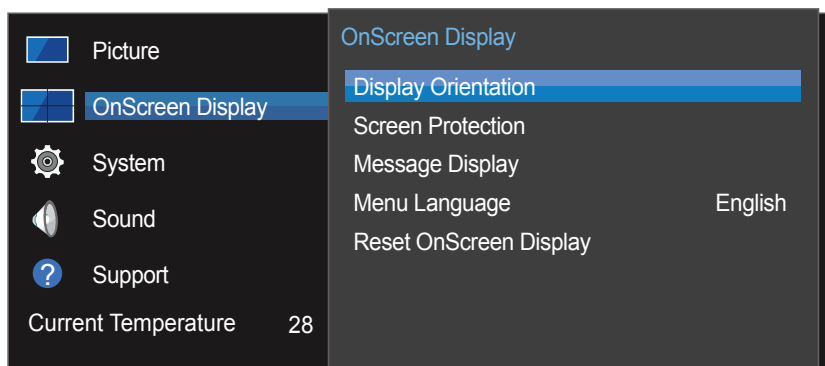 Picture
OnScreen Display
System
Sound
?
Support
Current Temperature 28
OnScreen Display
Display Orientation
Screen Protection
Message Display
Menu Language English
Reset OnScreen Display